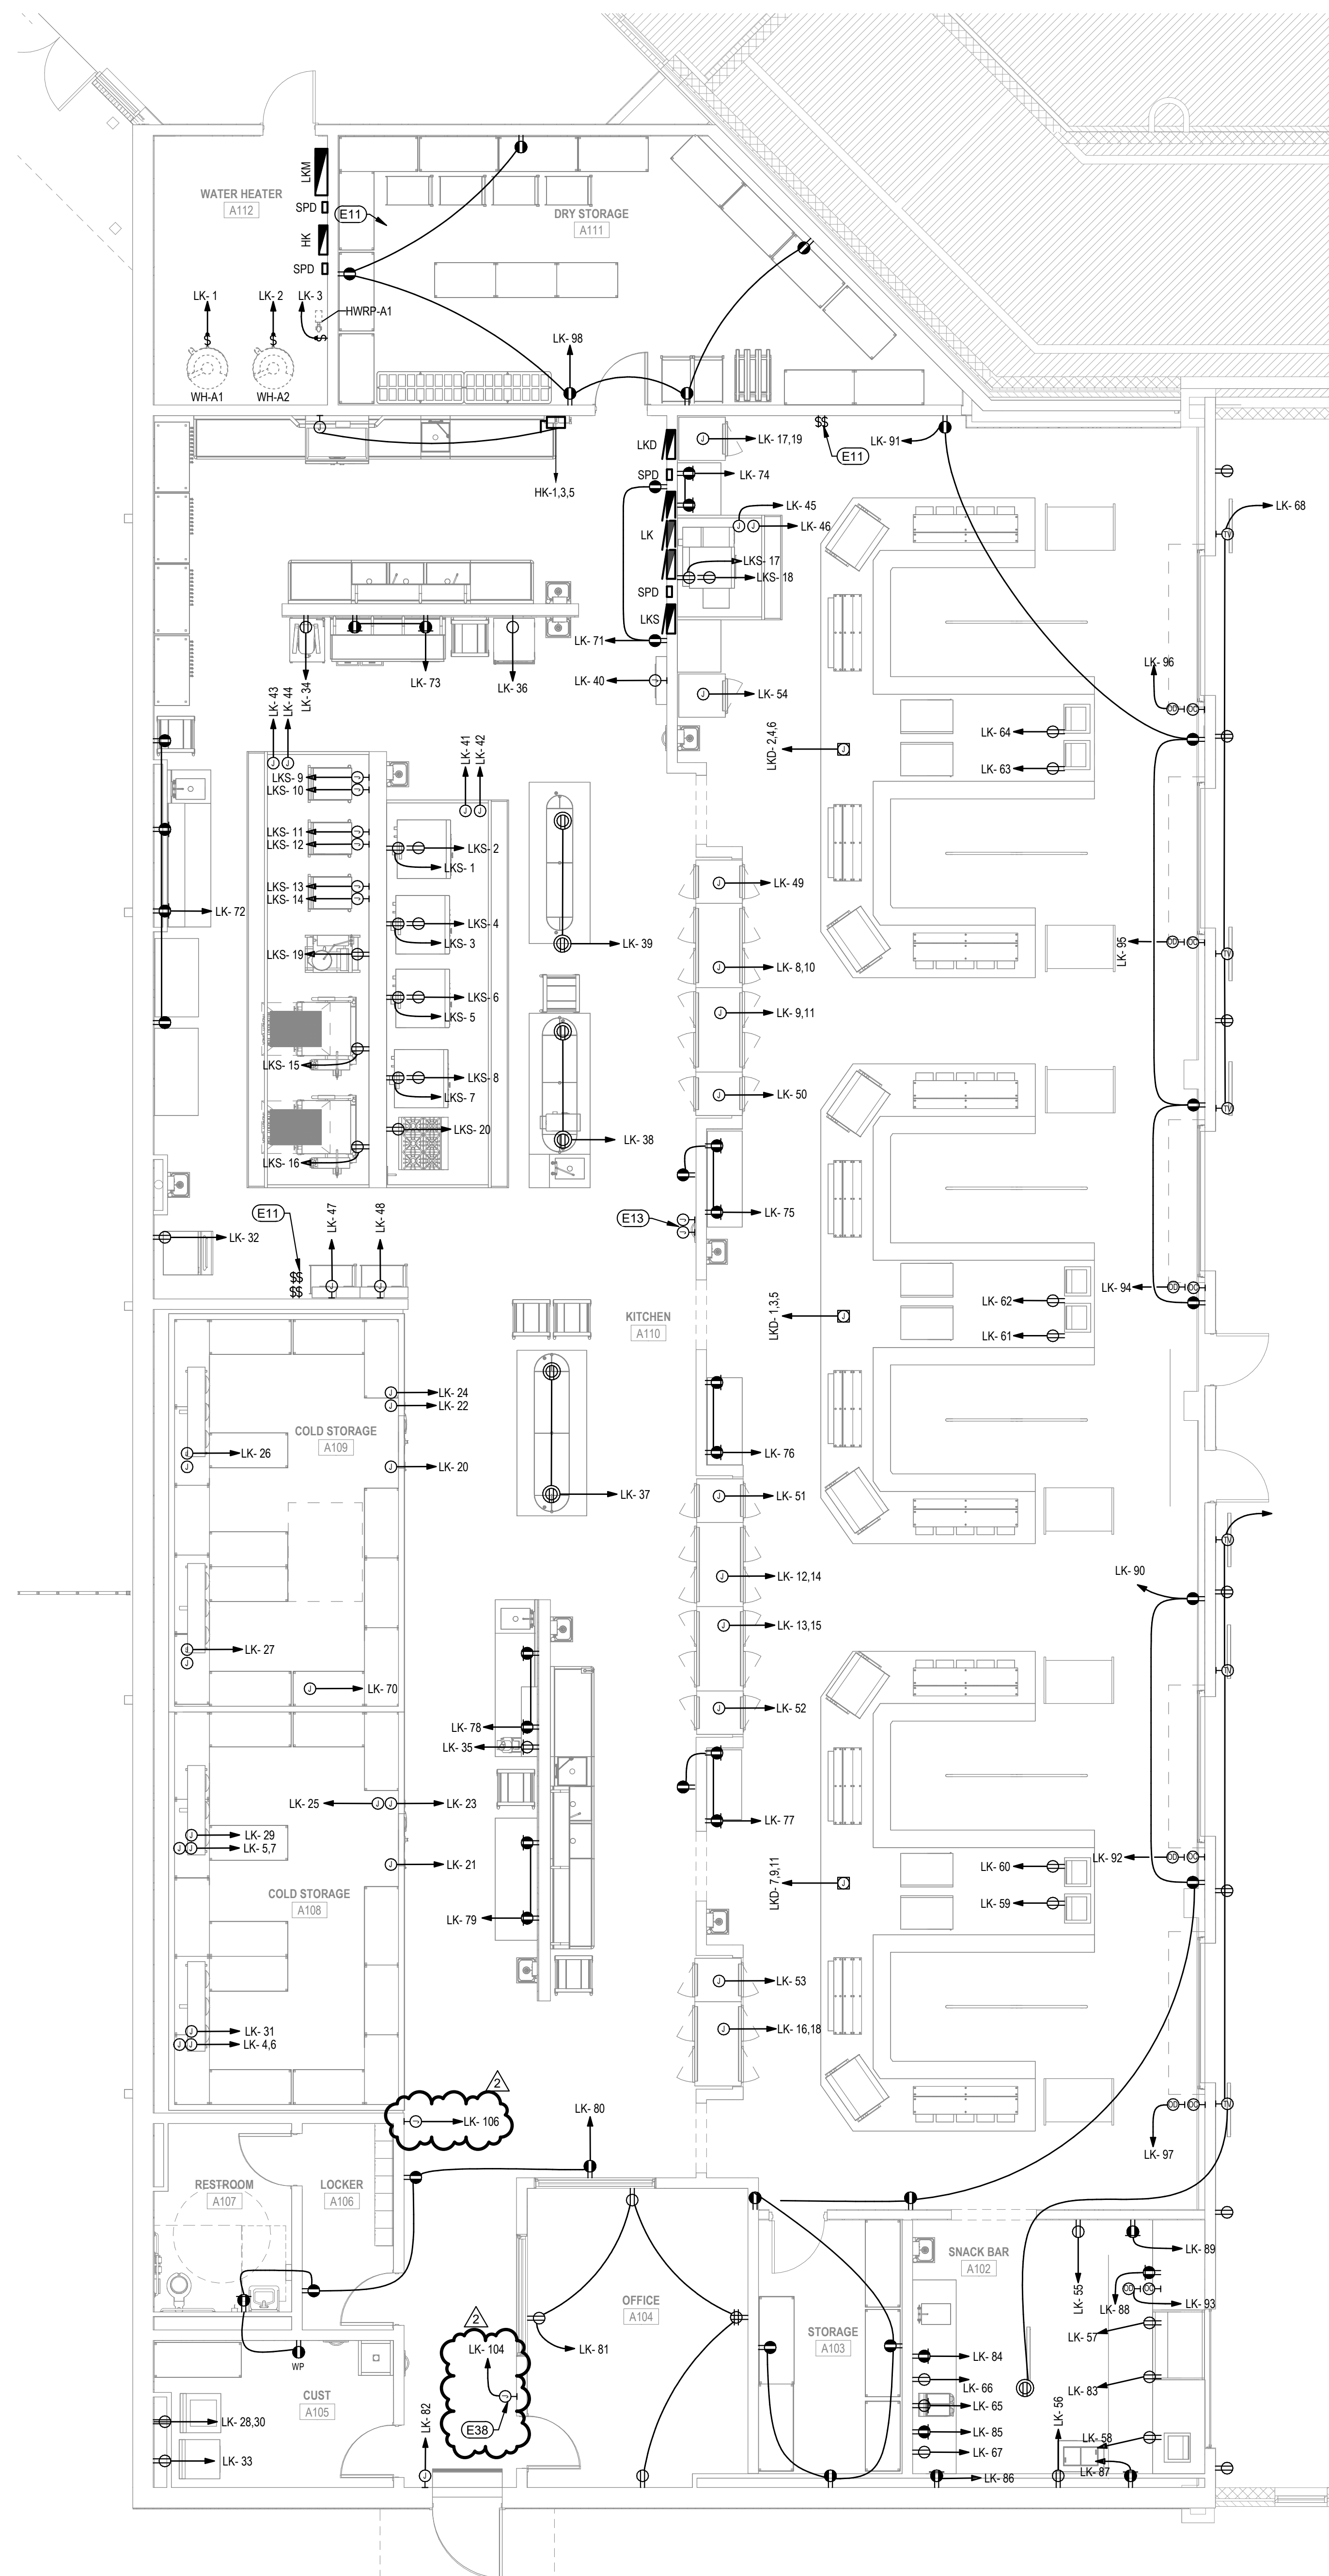 LKM
WATER HEATER
A112
SPD
E11
DRY STORAGE
A111
HK
SPD
LK- 1
LK- 2
LK- 3
HWRP-A1
LK- 98
WH-A1
WH-A2
J
LKD
J
LK- 17,19
LK- 91
E11
SPD
LK- 74
HK-1,3,5
LK- 45
LK- 68
LK
J
J
LK- 46
TV
LKS- 17
LKS- 18
SPD
LKS
LK- 71
LK- 96
LK- 34
LK- 73
LK- 36
LK- 40
J
J
LK- 54
LK- 43
LK- 44
LK- 41
LK- 42
LKD- 2,4,6
J
LK- 64
LK- 63
LKS- 9
LKS- 10
LKS- 11
LKS- 12
LKS- 2
LKS- 1
LKS- 13
LKS- 14
J
LK- 49
LK- 72
LKS- 4
LKS- 3
LK- 39
LK- 95
LKS- 19
J
LK- 8,10
TV
LKS- 6
LKS- 5
J
LK- 9,11
LKS- 15
LKS- 8
LKS- 7
J
LK- 50
TV
LKS- 20
LK- 38
LKS- 16
LK- 75
E11
LK- 47
LK- 48
E13
LK- 32
LK- 94
LKD- 1,3,5
J
LK- 62
LK- 61
KITCHEN
A110
J
LK- 24
J
LK- 22
COLD STORAGE
A109
LK- 26
J
J
LK- 20
LK- 76
LK- 37
J
LK- 51
TV
LK- 90
J
LK- 12,14
J
LK- 13,15
LK- 27
J
TV
J
LK- 70
J
LK- 52
LK- 78
LK- 35
LK- 25
J
J
LK- 23
LK- 77
J
LK- 29
J
J
LK- 5,7
J
LK- 21
LK- 60
LK- 92
LKD- 7,9,11
J
LK- 59
COLD STORAGE
A108
LK- 79
J
LK- 53
J
LK- 31
J
J
LK- 4,6
J
LK- 16,18
2
LK- 106
LK- 80
TV
LK- 97
RESTROOM
A107
LOCKER
A106
SNACK BAR
A102
LK- 89
LK- 55
LK- 88
LK- 93
OFFICE
A104
2
LK- 104
LK- 81
STORAGE
A103
LK- 57
WP
LK- 84
LK- 66
LK- 83
CUST
A105
LK- 65
LK- 28,30
E38
LK- 82
LK- 85
LK- 56
LK- 58
LK- 33
LK- 67
LK- 87
J
LK- 86